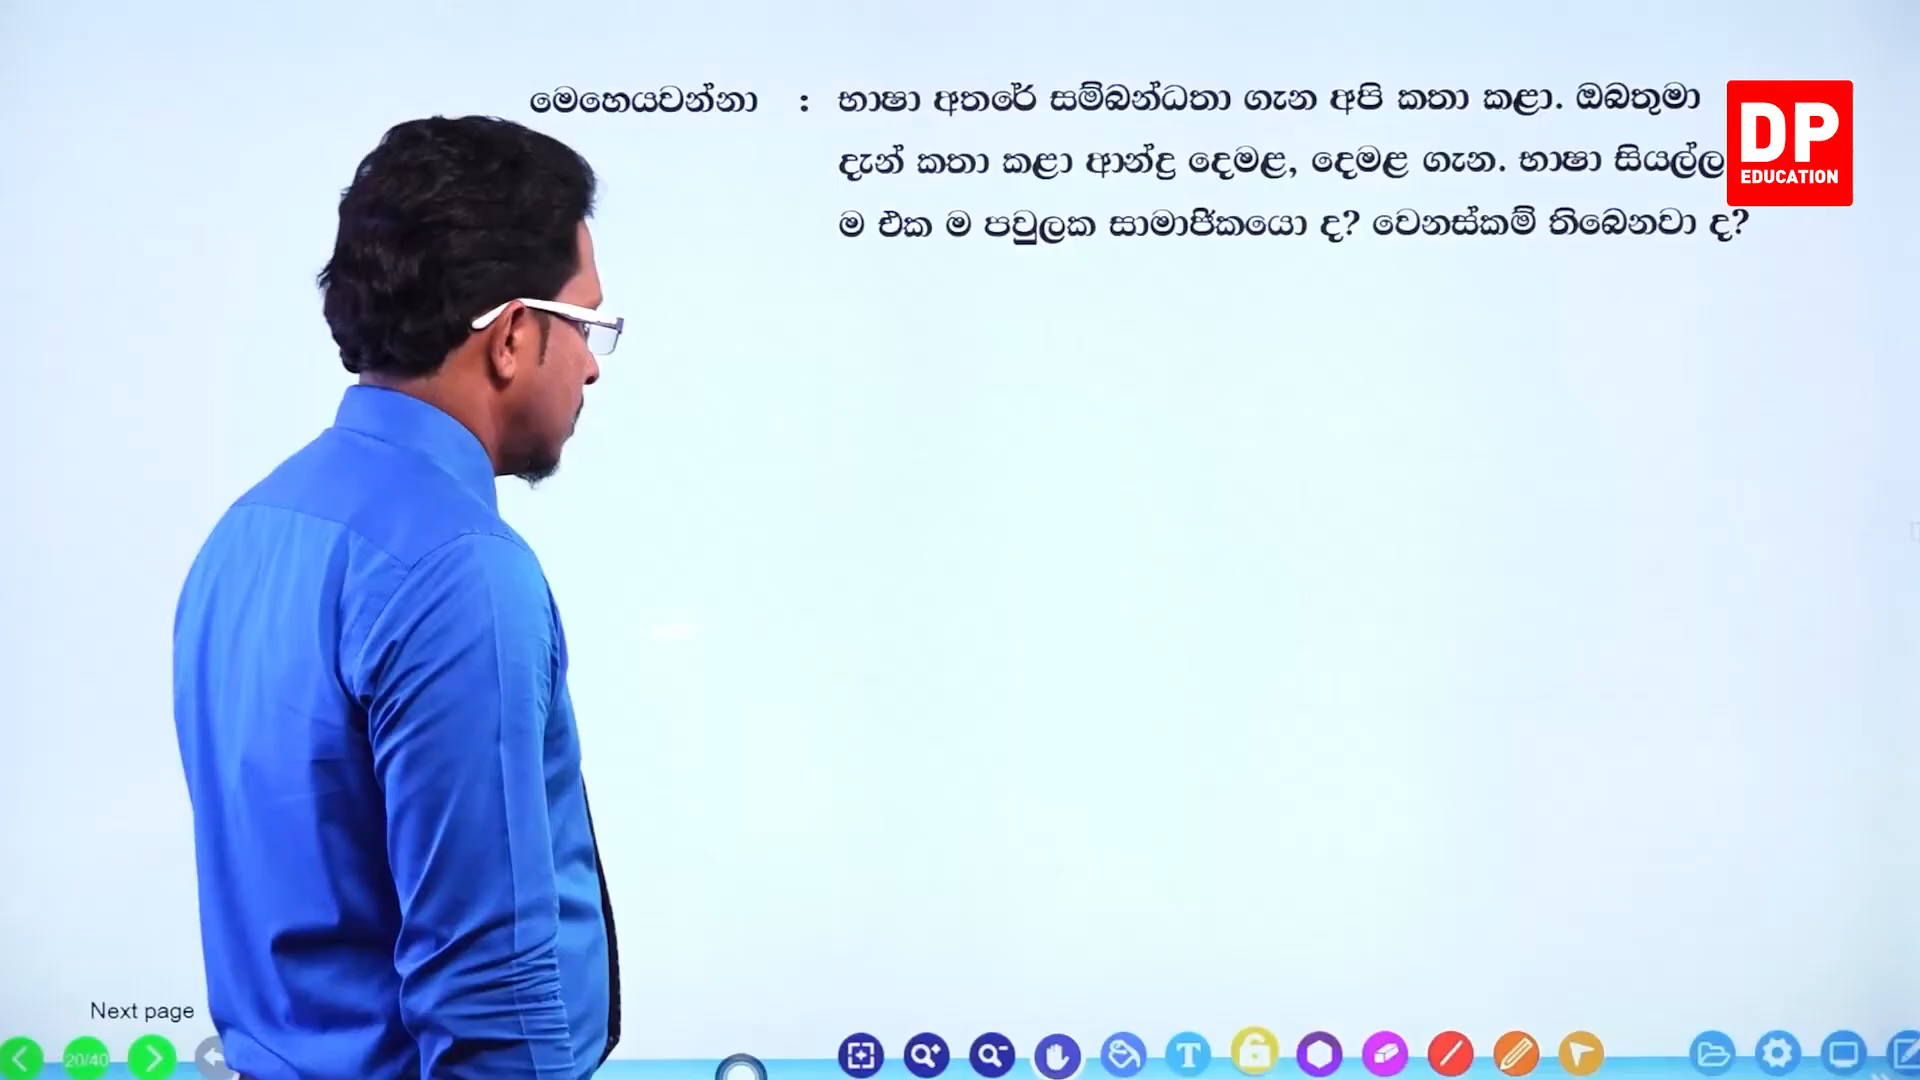 මෙහෙයවන්නා : භාෂා අතරේ සම්බන්ධතා ගැන අපි කතා කළා. ඔබතුමා
දැන් කතා කළා ආන්ද්‍ර දෙමළ, දෙමළ ගැන. භාෂා සියල්ල
ම එක ම පවුලක සාමාජිකයො ද? වෙනස්කම් තිබෙනවා ද?
DP
EDUCATION
Next page
20/40